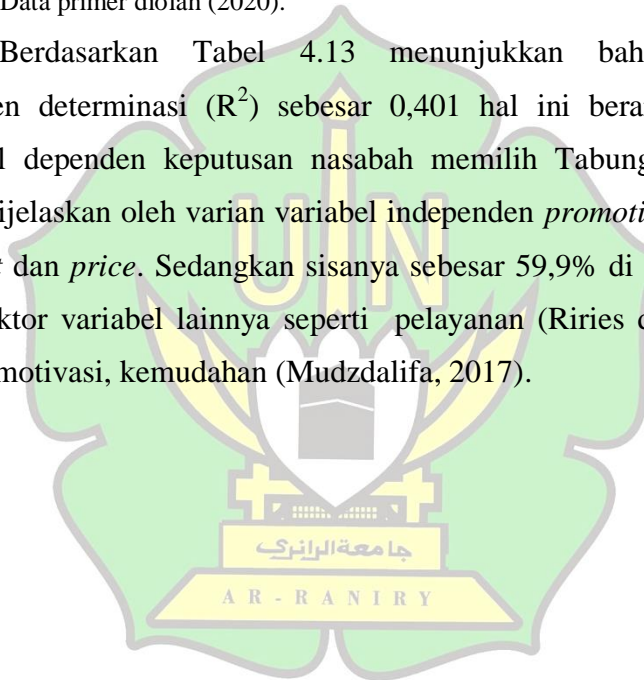 Data primer diolah (2020).
Berdasarkan Tabel 4.13 menunjukkan bah
en determinasi (R²) sebesar 0,401 hal ini bera
l dependen keputusan nasabah memilih Tabung
ijelaskan oleh varian variabel independen promoti
t dan price. Sedangkan sisanya sebesar 59,9% di
ktor variabel lainnya seperti pelayanan (Riries d
motivasi, kemudahan (Mudzdalifa, 2017).
UIN
جامعة الرانري
AR-RANIRY